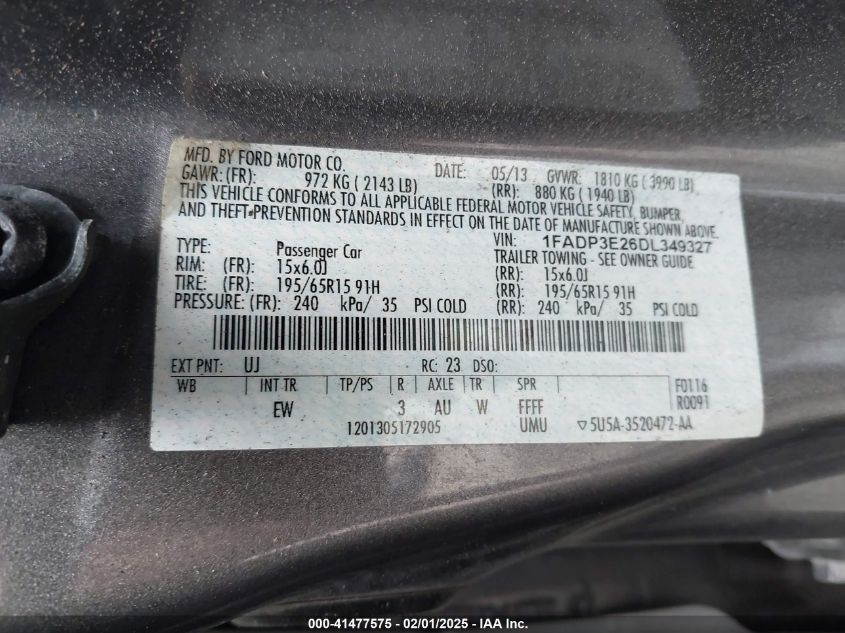 MFD. BY FORD MOTOR CO. DATE: 05/13 GVWR: 1810 KG ( 3990 LB)
GAWR: (FR): 972 KG ( 2143 LB) (RR): 880 KG ( 1940 LB)
THIS VEHICLE CONFORMS TO ALL APPLICABLE FEDERAL MOTOR VEHICLE SAFETY, BUMPER,
AND THEFT-PREVENTION STANDARDS IN EFFECT ON THE DATE OF MANUFACTURE SHOWN ABOVE
VIN: 1FADP3E26DL349327
TYPE: Passenger Car TRAILER TOWING - SEE OWNER GUIDE
RIM: (FR): 15x6.0J (RR): 15x6.0J
TIRE: (FR): 195/65R15 91H (RR): 195/65R15 91H
PRESSURE: (FR): 240 kPa/ 35 PSI COLD (RR): 240 kPa/ 35 PSI COLD
EXT PNT: UJ RC: 23 DSO:
WB INT TR TP/PS R AXLE TR SPR F0116
EW 3 AU W FFFF R0091
1201305172905 UMU ▽5U5A-3520472-AA
000-41477575 - 02/01/2025 - IAA Inc.